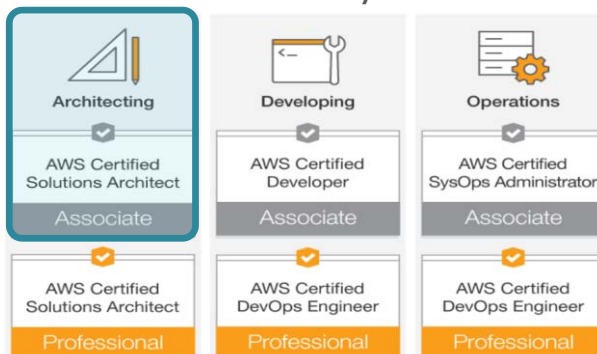 Architecting
AWS Certified
Solutions Architect
Associate
AWS Certified
Solutions Architect
Professional
Developing
AWS Certified
Developer
Associate
AWS Certified
DevOps Engineer
Professional
Operations
AWS Certified
SysOps Administrator
Associate
AWS Certified
DevOps Engineer
Professional